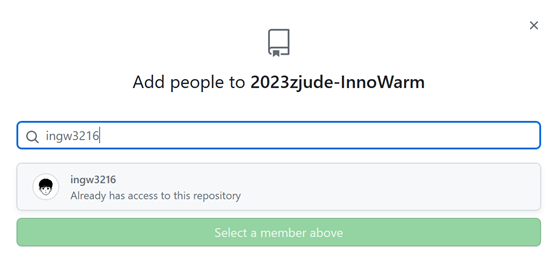 Add people to 2023zjude-InnoWarm
ingw3216
ingw3216
Already has access to this repository
Select a member above